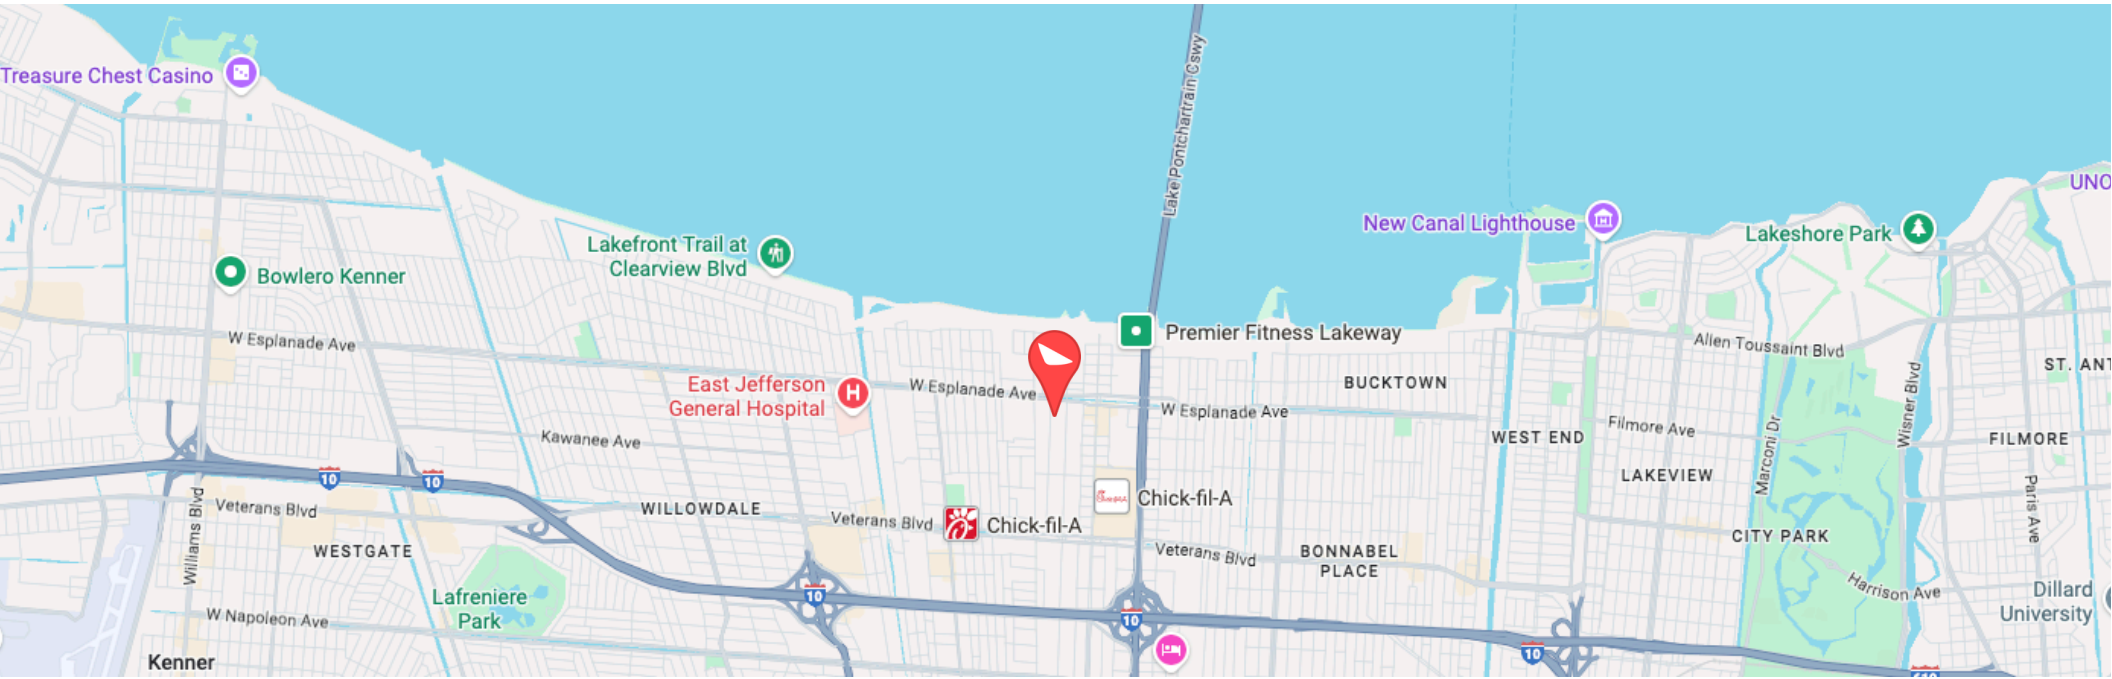 Treasure Chest Casino
Lake Pontchartrain Cswy
UNO
New Canal Lighthouse
Lakeshore Park
Lakefront Trail at
Clearview Blvd
Bowlero Kenner
W Esplanade Ave
Premier Fitness Lakeway
Allen Toussaint Blvd
ST. ANT
East Jefferson
General Hospital
W Esplanade Ave
W Esplanade Ave
BUCKTOWN
Wisner Blvd
Kawanee Ave
WEST END
Filmore Ave
Marconi Dr
FILMORE
LAKEVIEW
10
10
Williams Blvd
Veterans Blvd
WILLOWDALE
Veterans Blvd
Chick-fil-A
Chick-fil-A
Paris Ave
CITY PARK
WESTGATE
Veterans Blvd
BONNABEL
PLACE
Harrison Ave
Dillard
University
Lafreniere
Park
10
10
10
W Napoleon Ave
Kenner
610